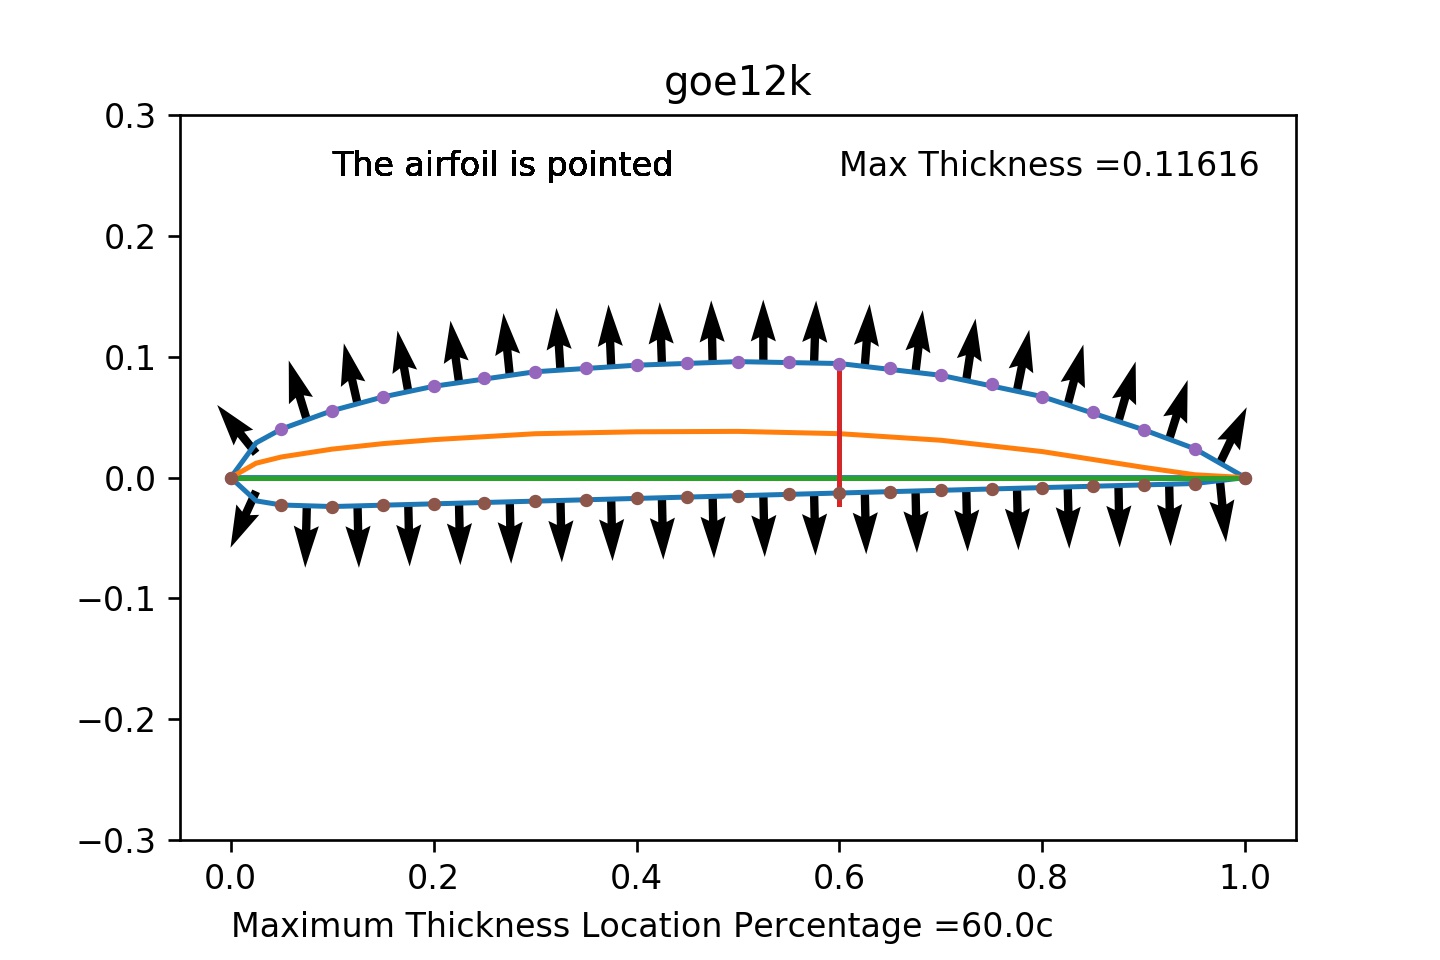 goe12k
The airfoil is pointed
Max Thickness =0.11616
0.3
0.2
0.1
0.0
−0.1
−0.2
−0.3
0.0 0.2 0.4 0.6 0.8 1.0
Maximum Thickness Location Percentage =60.0c